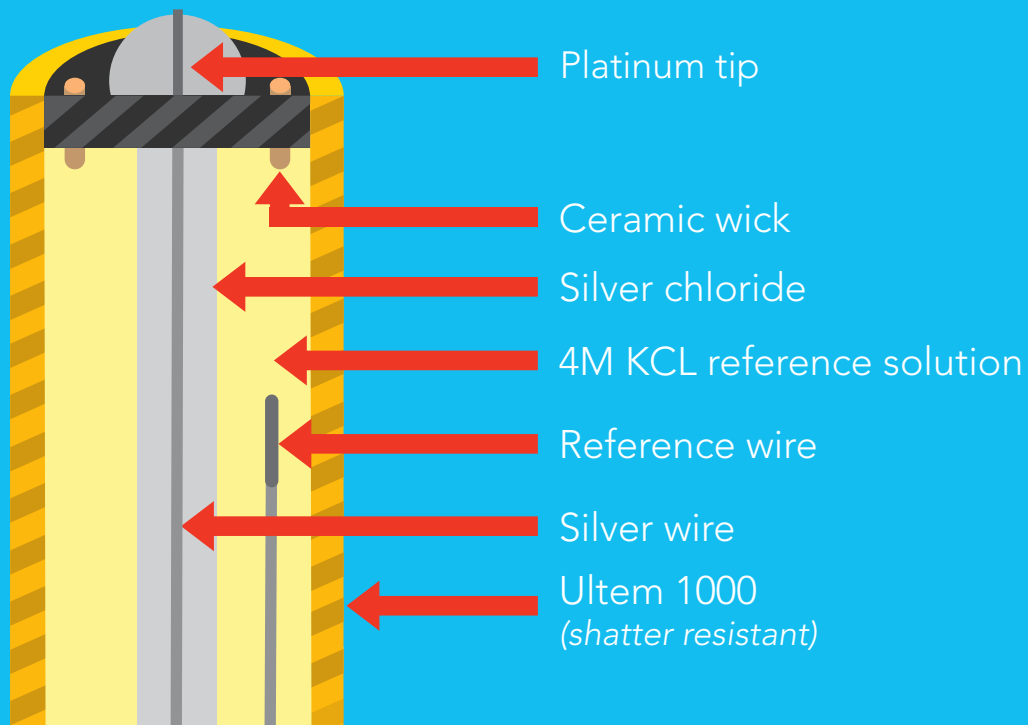 Platinum tip
Ceramic wick
Silver chloride
4M KCL reference solution
Reference wire
Silver wire
Ultem 1000
(shatter resistant)